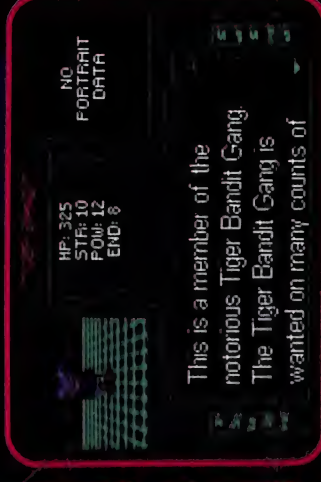 HP: 325
STR: 10
POW: 12
END: 8
NO
PORTRAIT
DATA
This is a member of the
notorious Tiger Bandit Gang.
The Tiger Bandit Gang is
wanted on many counts of